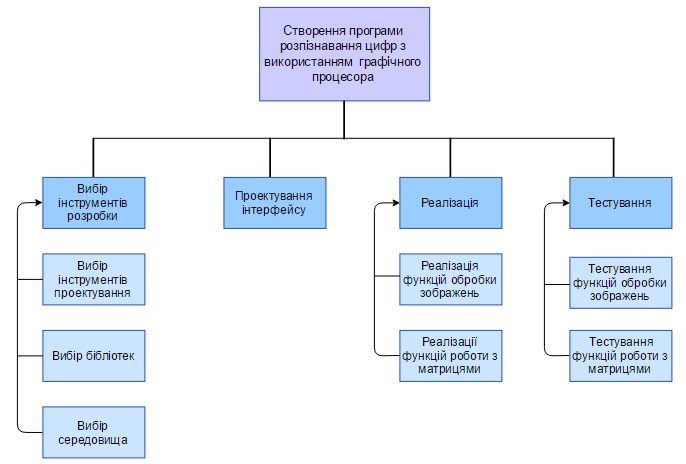 Створення програми
розпізнавання цифр з
використанням графічного
процесора
Вибір
інструментів
розробки
Проектування
інтерфейсу
Реалізація
Тестування
Вибір
інструментів
проектування
Реалізація
функцій обробки
зображень
Тестування
функцій обробки
зображень
Вибір бібліотек
Реалізації
функцій роботи з
матрицями
Тестування
функцій роботи з
матрицями
Вибір
середовища